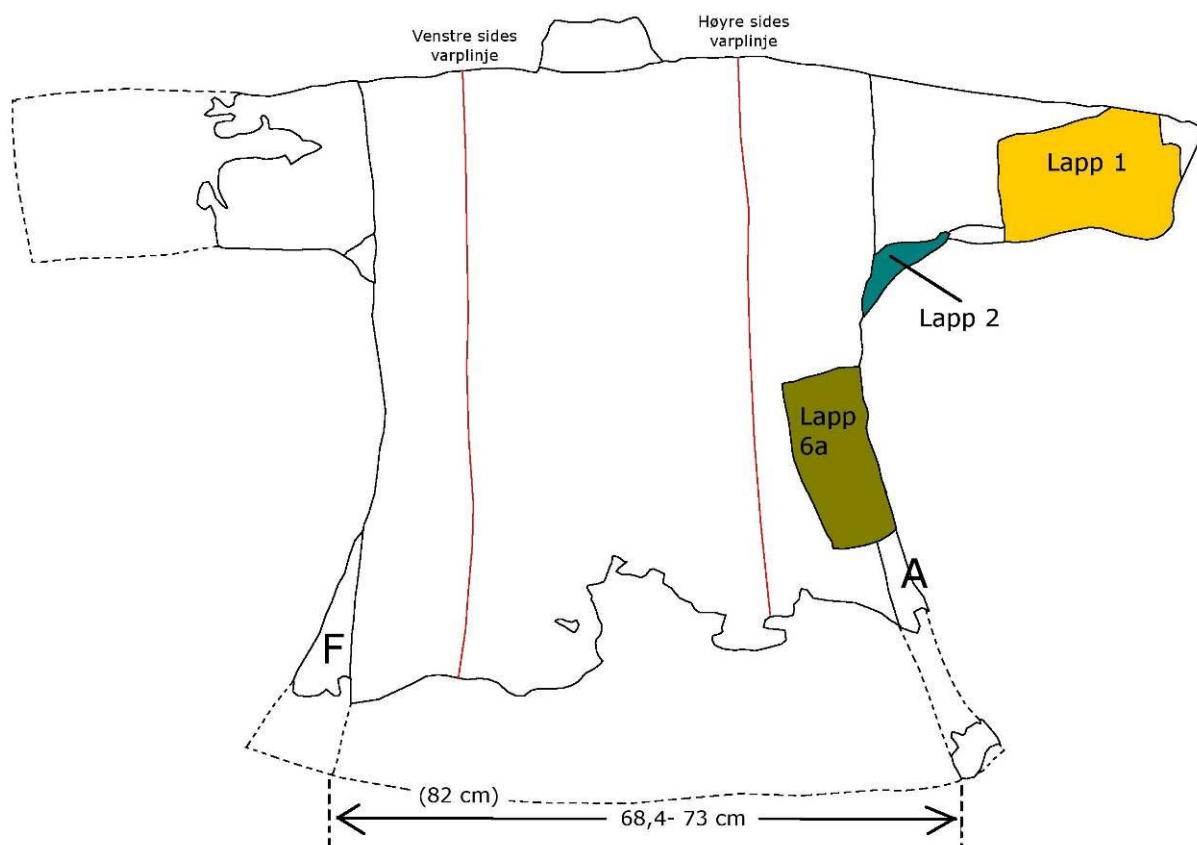 Venstre sides
varplinje
Høyre sides
varplinje
Lapp 1
Lapp 2
Lapp
6a
A
F
(82 cm)
68,4- 73 cm